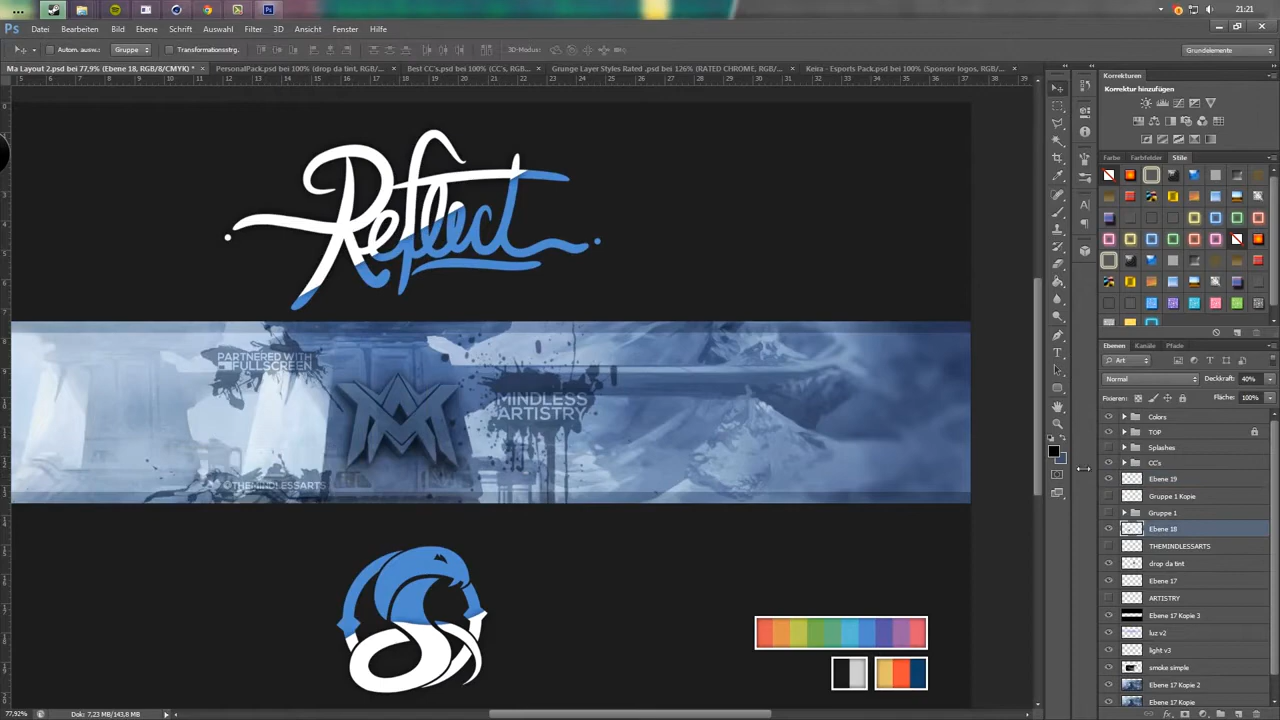 21:21
Ps Datei Bearbeiten Bild Ebene Schrift Auswahl Filter 3D Ansicht Fenster Hilfe
Gruppe Transformationsstrg. 3D-Modus: Grundelemente
Ma Layout 2.psd bei 77,9% (Ebene 18, RGB/8/CMYK) * × PersonalPack.psd bei 100% (drop da tint, RGB/... × Best CC's.psd bei 100% (CC's, RGB/... × Grunge Layer Styles Rated .psd bei 126% (RATED CHROME, RGB/... × Keira - Esports Pack.psd bei 100% (Sponsor logos, RGB/... ×
Korrekturen
Korrektur hinzufügen
Farbe Farbfelder Stile
Reflect
PARTNERED WITH
FULLSCREEN
MINDLESS
ARTISTRY
©THEMINDLESSARTS
Ebenen Kanäle Pfade
Art
Normal Deckkraft: 40%
Fixieren: Fläche: 100%
Colors
TOP
Splashes
CC's
Ebene 19
Gruppe 1 Kopie
Gruppe 1
Ebene 18
THEMINDLESSARTS
drop da tint
Ebene 17
ARTISTRY
Ebene 17 Kopie 3
luz v2
light v3
smoke simple
Ebene 17 Kopie 2
Ebene 17 Kopie
77,92% Dok: 7,23 MB/143,8 MB